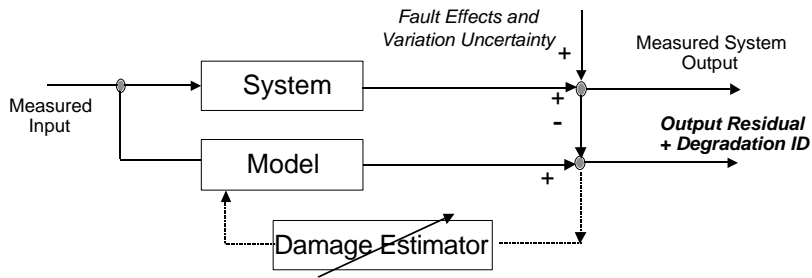 Fault Effects and
Variation Uncertainty
+
Measured System
Output
System
+
Measured
Input
-
Output Residual
+ Degradation ID
Model
+
Damage Estimator